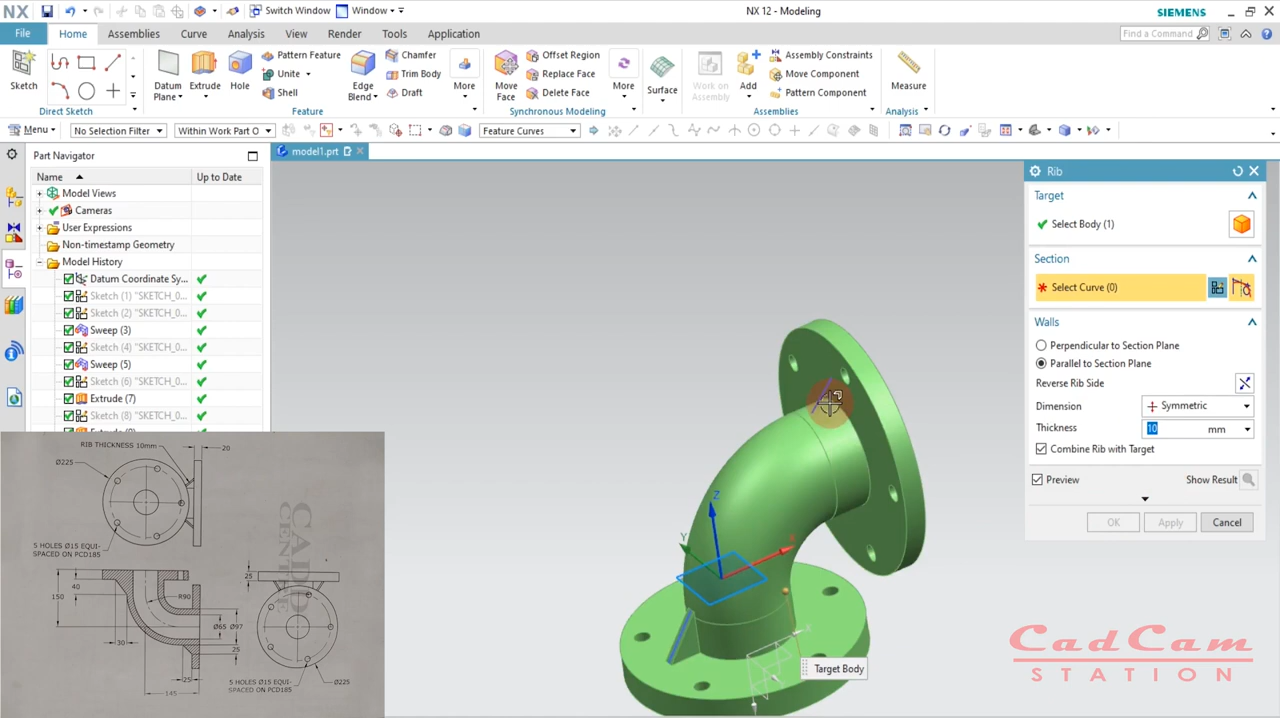 NX
Switch Window
Window
NX 12 - Modeling
SIEMENS
File
Home
Assemblies
Curve
Analysis
View
Render
Tools
Application
Find a Command
Sketch
Direct Sketch
Datum Plane
Extrude
Hole
Pattern Feature
Unite
Shell
Edge Blend
Chamfer
Trim Body
Draft
More
Feature
Move Face
Offset Region
Replace Face
Delete Face
More
Synchronous Modeling
Surface
Work on Assembly
Add
Assembly Constraints
Move Component
Pattern Component
Assemblies
Measure
Analysis
Menu
No Selection Filter
Within Work Part O
Feature Curves
Part Navigator
model1.prt
Name
Up to Date
Model Views
Cameras
User Expressions
Non-timestamp Geometry
Model History
Datum Coordinate Sy...
Sketch (1) "SKETCH_0...
Sketch (2) "SKETCH_0...
Sweep (3)
Sketch (4) "SKETCH_0...
Sweep (5)
Sketch (6) "SKETCH_0...
Extrude (7)
Sketch (8) "SKETCH_0...
RIB THICKNESS 10mm
20
Ø225
5 HOLES Ø15 EQUI-
SPACED ON PCD185
CADD
CENTRE
150
40
R90
Ø65 Ø97
30
25
25
145
25
5 HOLES Ø15 EQUI-
SPACED ON PCD185
Ø225
Z
Y
X
Target Body
Rib
Target
Select Body (1)
Section
* Select Curve (0)
Walls
Perpendicular to Section Plane
Parallel to Section Plane
Reverse Rib Side
Dimension
Symmetric
Thickness
10
mm
Combine Rib with Target
Preview
Show Result
OK
Apply
Cancel
CadCam
STATION